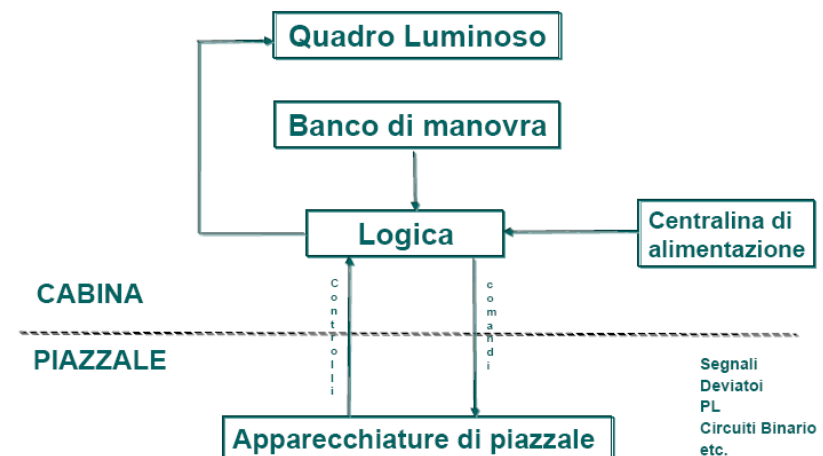 Quadro Luminoso
Banco di manovra
Logica
Centralina di
alimentazione
CABINA
Controlli
comandi
PIAZZALE
Segnali
Deviatoi
PL
Circuiti Binario
etc.
Apparecchiature di piazzale